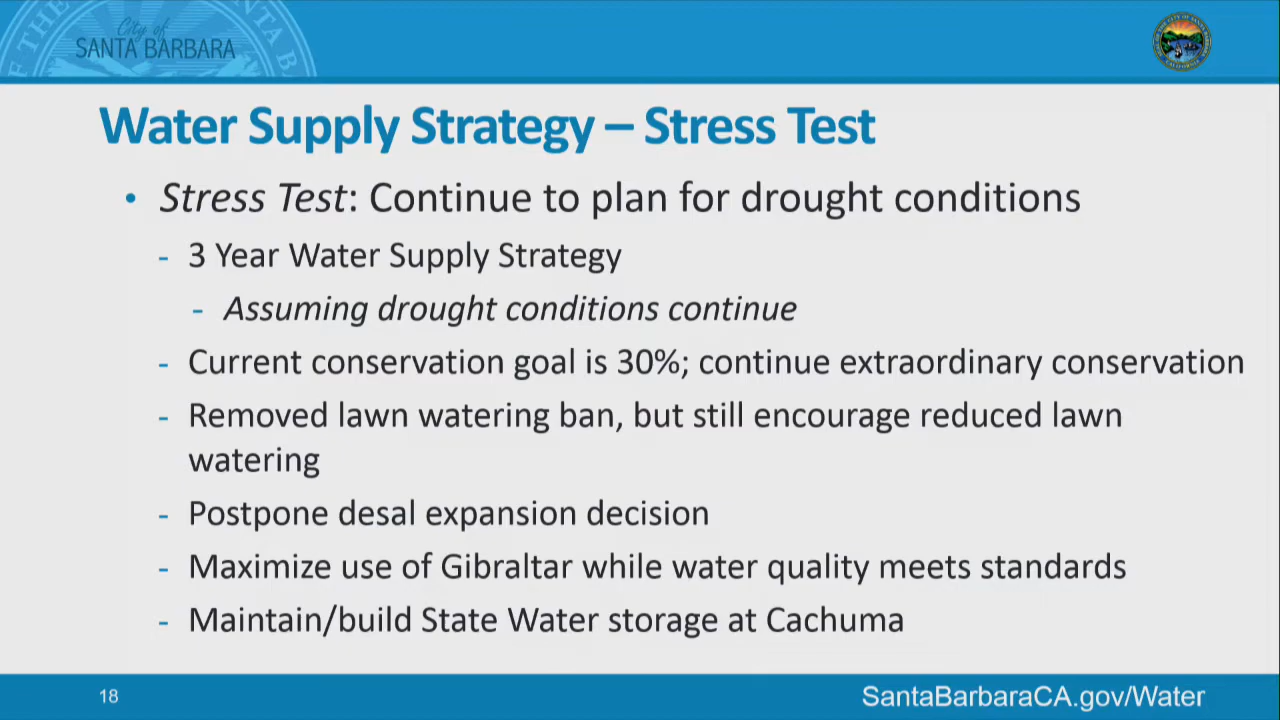 City of
SANTA BARBARA
Water Supply Strategy – Stress Test
• Stress Test: Continue to plan for drought conditions
- 3 Year Water Supply Strategy
- Assuming drought conditions continue
- Current conservation goal is 30%; continue extraordinary conservation
- Removed lawn watering ban, but still encourage reduced lawn
watering
- Postpone desal expansion decision
- Maximize use of Gibraltar while water quality meets standards
- Maintain/build State Water storage at Cachuma
18
SantaBarbaraCA.gov/Water